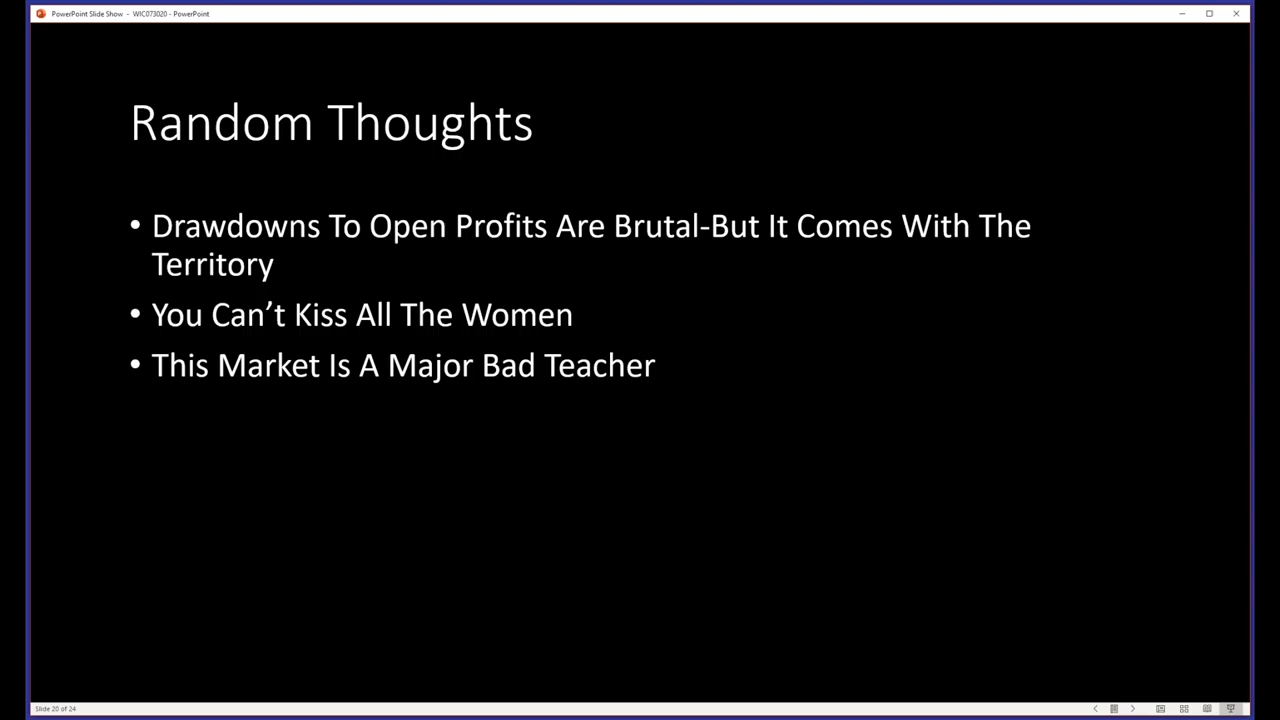 PowerPoint Slide Show - WIC073020 - PowerPoint
Random Thoughts
• Drawdowns To Open Profits Are Brutal-But It Comes With The
Territory
• You Can’t Kiss All The Women
• This Market Is A Major Bad Teacher
Slide 20 of 24